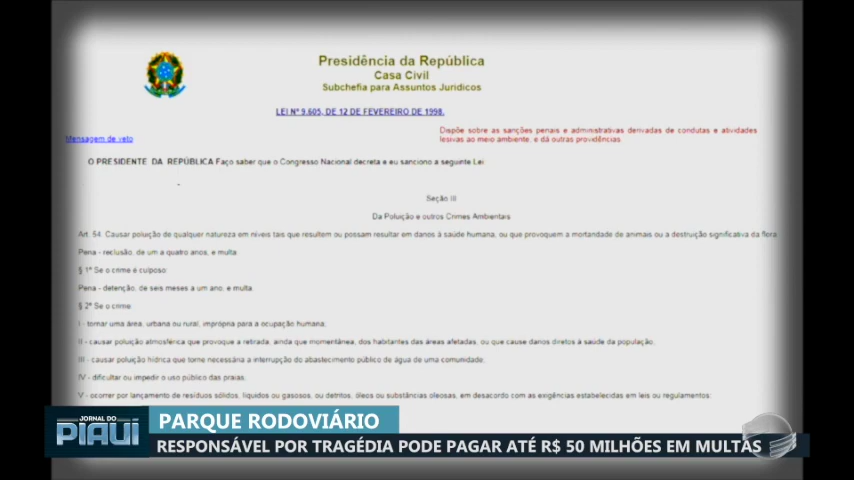 Presidência da República
Casa Civil
Subchefia para Assuntos Jurídicos
LEI Nº 9.605, DE 12 DE FEVEREIRO DE 1998.
Mensagem de veto
Dispõe sobre as sanções penais e administrativas derivadas de condutas e atividades
lesivas ao meio ambiente, e dá outras providências.
O PRESIDENTE DA REPÚBLICA Faço saber que o Congresso Nacional decreta e eu sanciono a seguinte Lei
Seção III
Da Poluição e outros Crimes Ambientais
Art. 54. Causar poluição de qualquer natureza em níveis tais que resultem ou possam resultar em danos à saúde humana, ou que provoquem a mortandade de animais ou a destruição significativa da flora
Pena - reclusão, de um a quatro anos, e multa
§ 1º Se o crime é culposo
Pena - detenção, de seis meses a um ano, e multa
§ 2º Se o crime
I - tornar uma área, urbana ou rural, imprópria para a ocupação humana;
II - causar poluição atmosférica que provoque a retirada, ainda que momentânea, dos habitantes das áreas afetadas, ou que cause danos diretos à saúde da população;
III - causar poluição hídrica que torne necessária a interrupção do abastecimento público de água de uma comunidade;
IV - dificultar ou impedir o uso público das praias;
V - ocorrer por lançamento de resíduos sólidos, líquidos ou gasosos, ou detritos, óleos ou substâncias oleosas, em desacordo com as exigências estabelecidas em leis ou regulamentos:
JORNAL DO
PIAUÍ
PARQUE RODOVIÁRIO
RESPONSÁVEL POR TRAGÉDIA PODE PAGAR ATÉ R$ 50 MILHÕES EM MULTAS